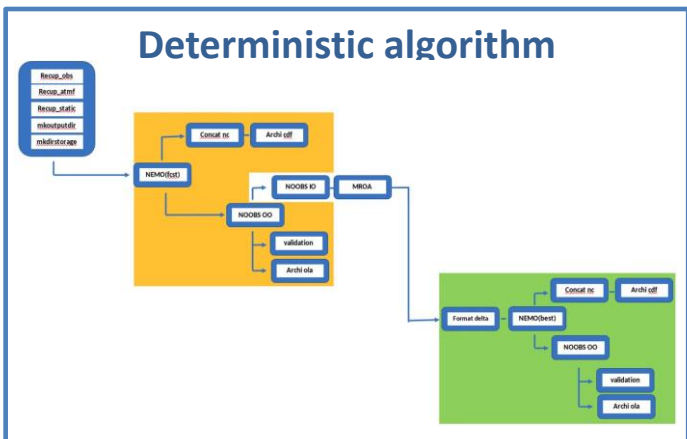 Deterministic algorithm
Recup_obs
Recup_atmf
Recup_static
mkoutputdir
mkdirstorage
NEMO(fcst)
Concat nc
Archi cdf
NOOBS IO
MROA
NOOBS OO
validation
Archi ola
Format delta
NEMO(best)
Concat nc
Archi cdf
NOOBS OO
validation
Archi ola